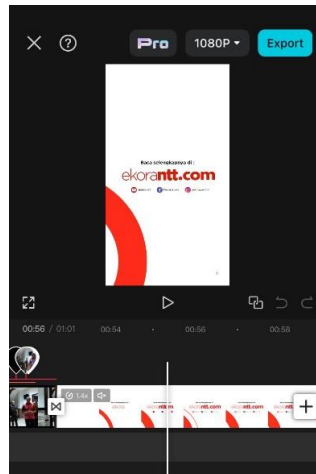 Pro 1080P Export
Baca selengkapnya di :
ekorantt.com
00:56 / 01:01 00:54 00:56 00:58
1.4x